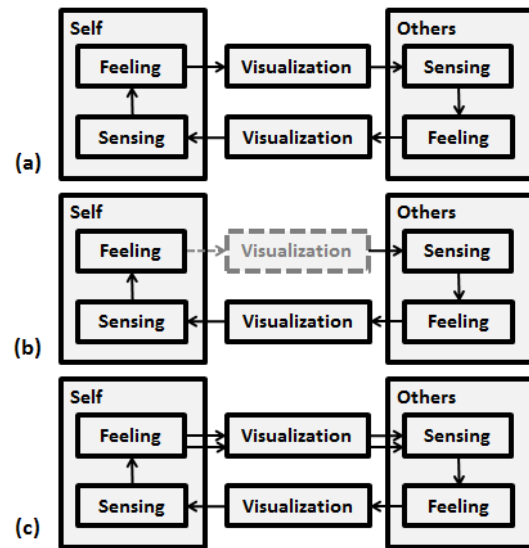 Self Others
Feeling Visualization Sensing
Sensing Visualization Feeling
(a)
Self Others
Feeling Visualization Sensing
Sensing Visualization Feeling
(b)
Self Others
Feeling Visualization Sensing
Sensing Visualization Feeling
(c)